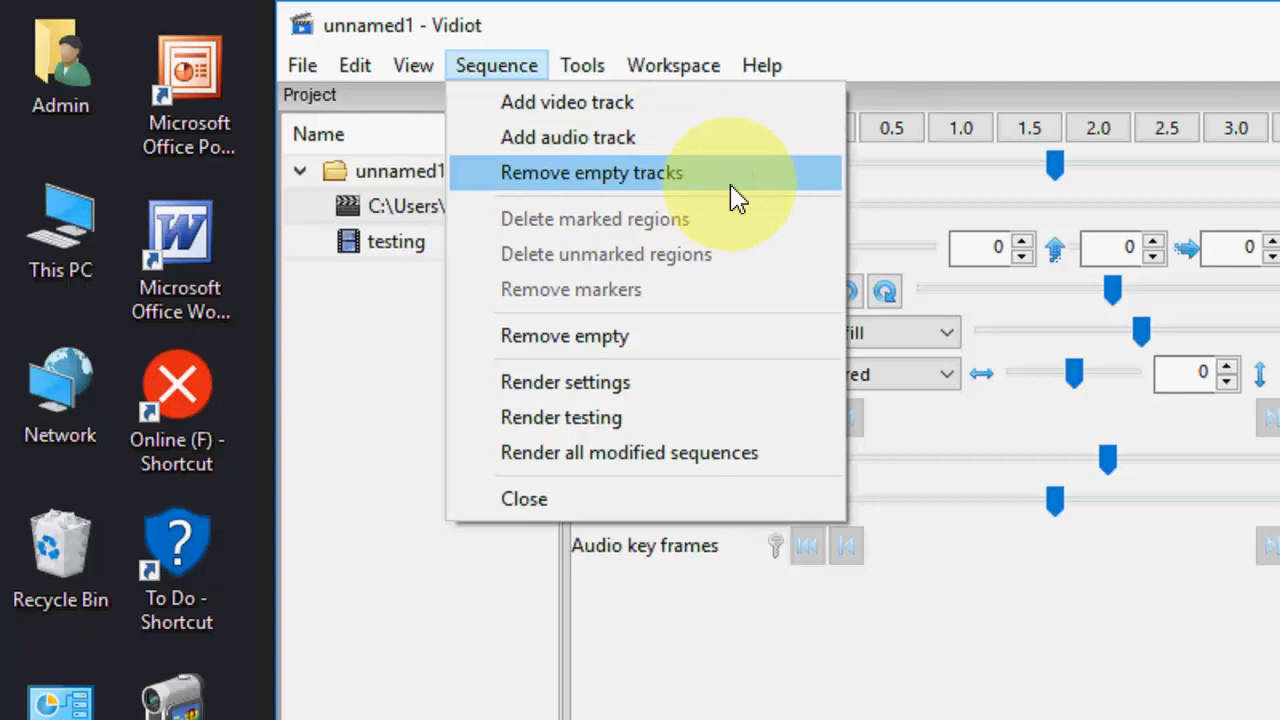 unnamed1 - Vidiot
File Edit View Sequence Tools Workspace Help
Project
Name
unnamed1
C:\Users\
testing
Add video track
Add audio track
Remove empty tracks
Delete marked regions
Delete unmarked regions
Remove markers
Remove empty
Render settings
Render testing
Render all modified sequences
Close
0.5 1.0 1.5 2.0 2.5 3.0
0 0 0
fill
red
0
Audio key frames
Admin
Microsoft
Office Po...
This PC
Microsoft
Office Wo...
Network
Online (F) -
Shortcut
Recycle Bin
To Do -
Shortcut